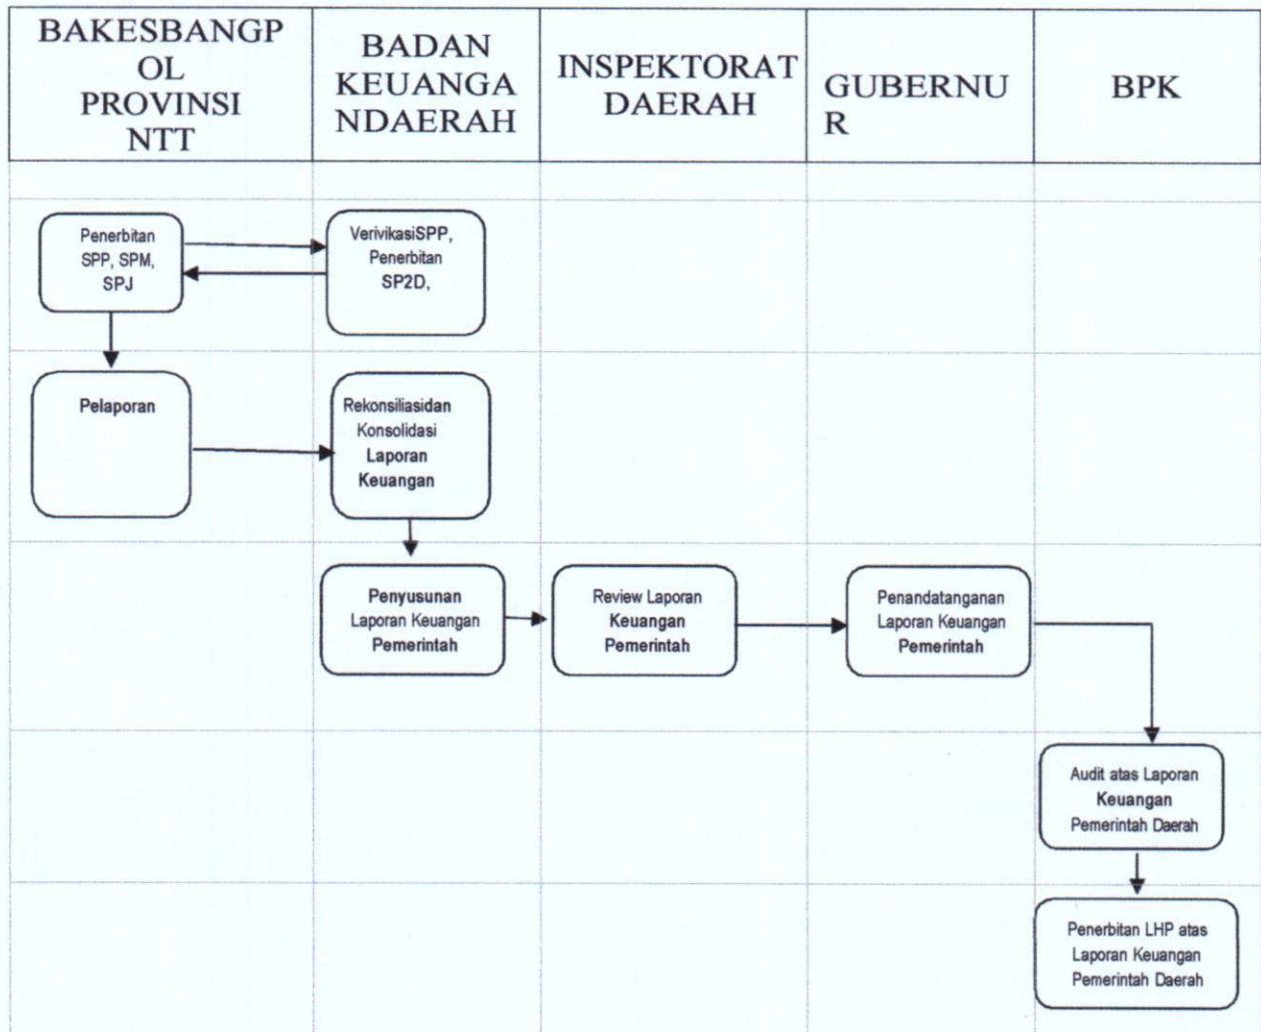 BAKESBANGP
OL
PROVINSI
NTT
BADAN
KEUANGA
NDAERAH
INSPEKTORAT
DAERAH
GUBERNU
R
BPK
Penerbitan
SPP, SPM,
SPJ
VerivikasiSPP,
Penerbitan
SP2D,
Pelaporan
Rekonsiliasidan
Konsolidasi
Laporan
Keuangan
Penyusunan
Laporan Keuangan
Pemerintah
Review Laporan
Keuangan
Pemerintah
Penandatanganan
Laporan Keuangan
Pemerintah
Audit atas Laporan
Keuangan
Pemerintah Daerah
Penerbitan LHP atas
Laporan Keuangan
Pemerintah Daerah